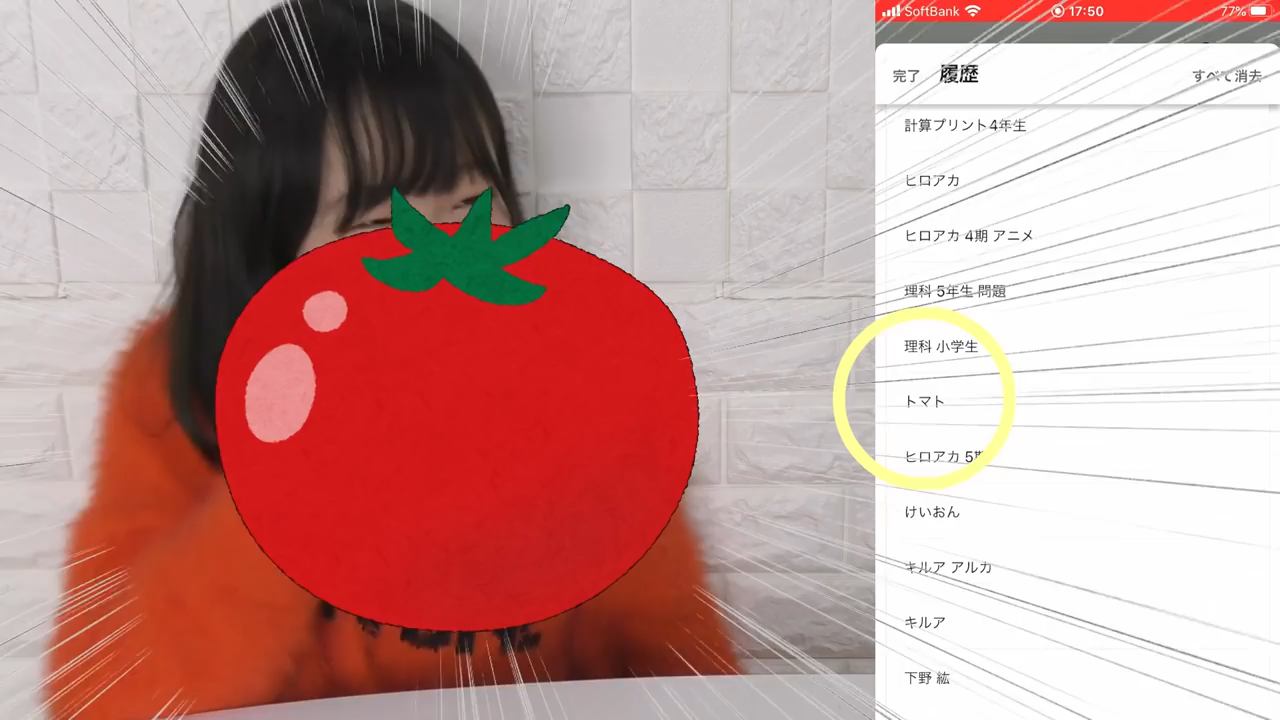 SoftBank 17:50 77%
完了 履歴 すべて消去
計算プリント4年生
ヒロアカ
ヒロアカ 4期 アニメ
理科 5年生 問題
理科 小学生
トマト
ヒロアカ 5期
けいおん
キルア アルカ
キルア
下野 紘